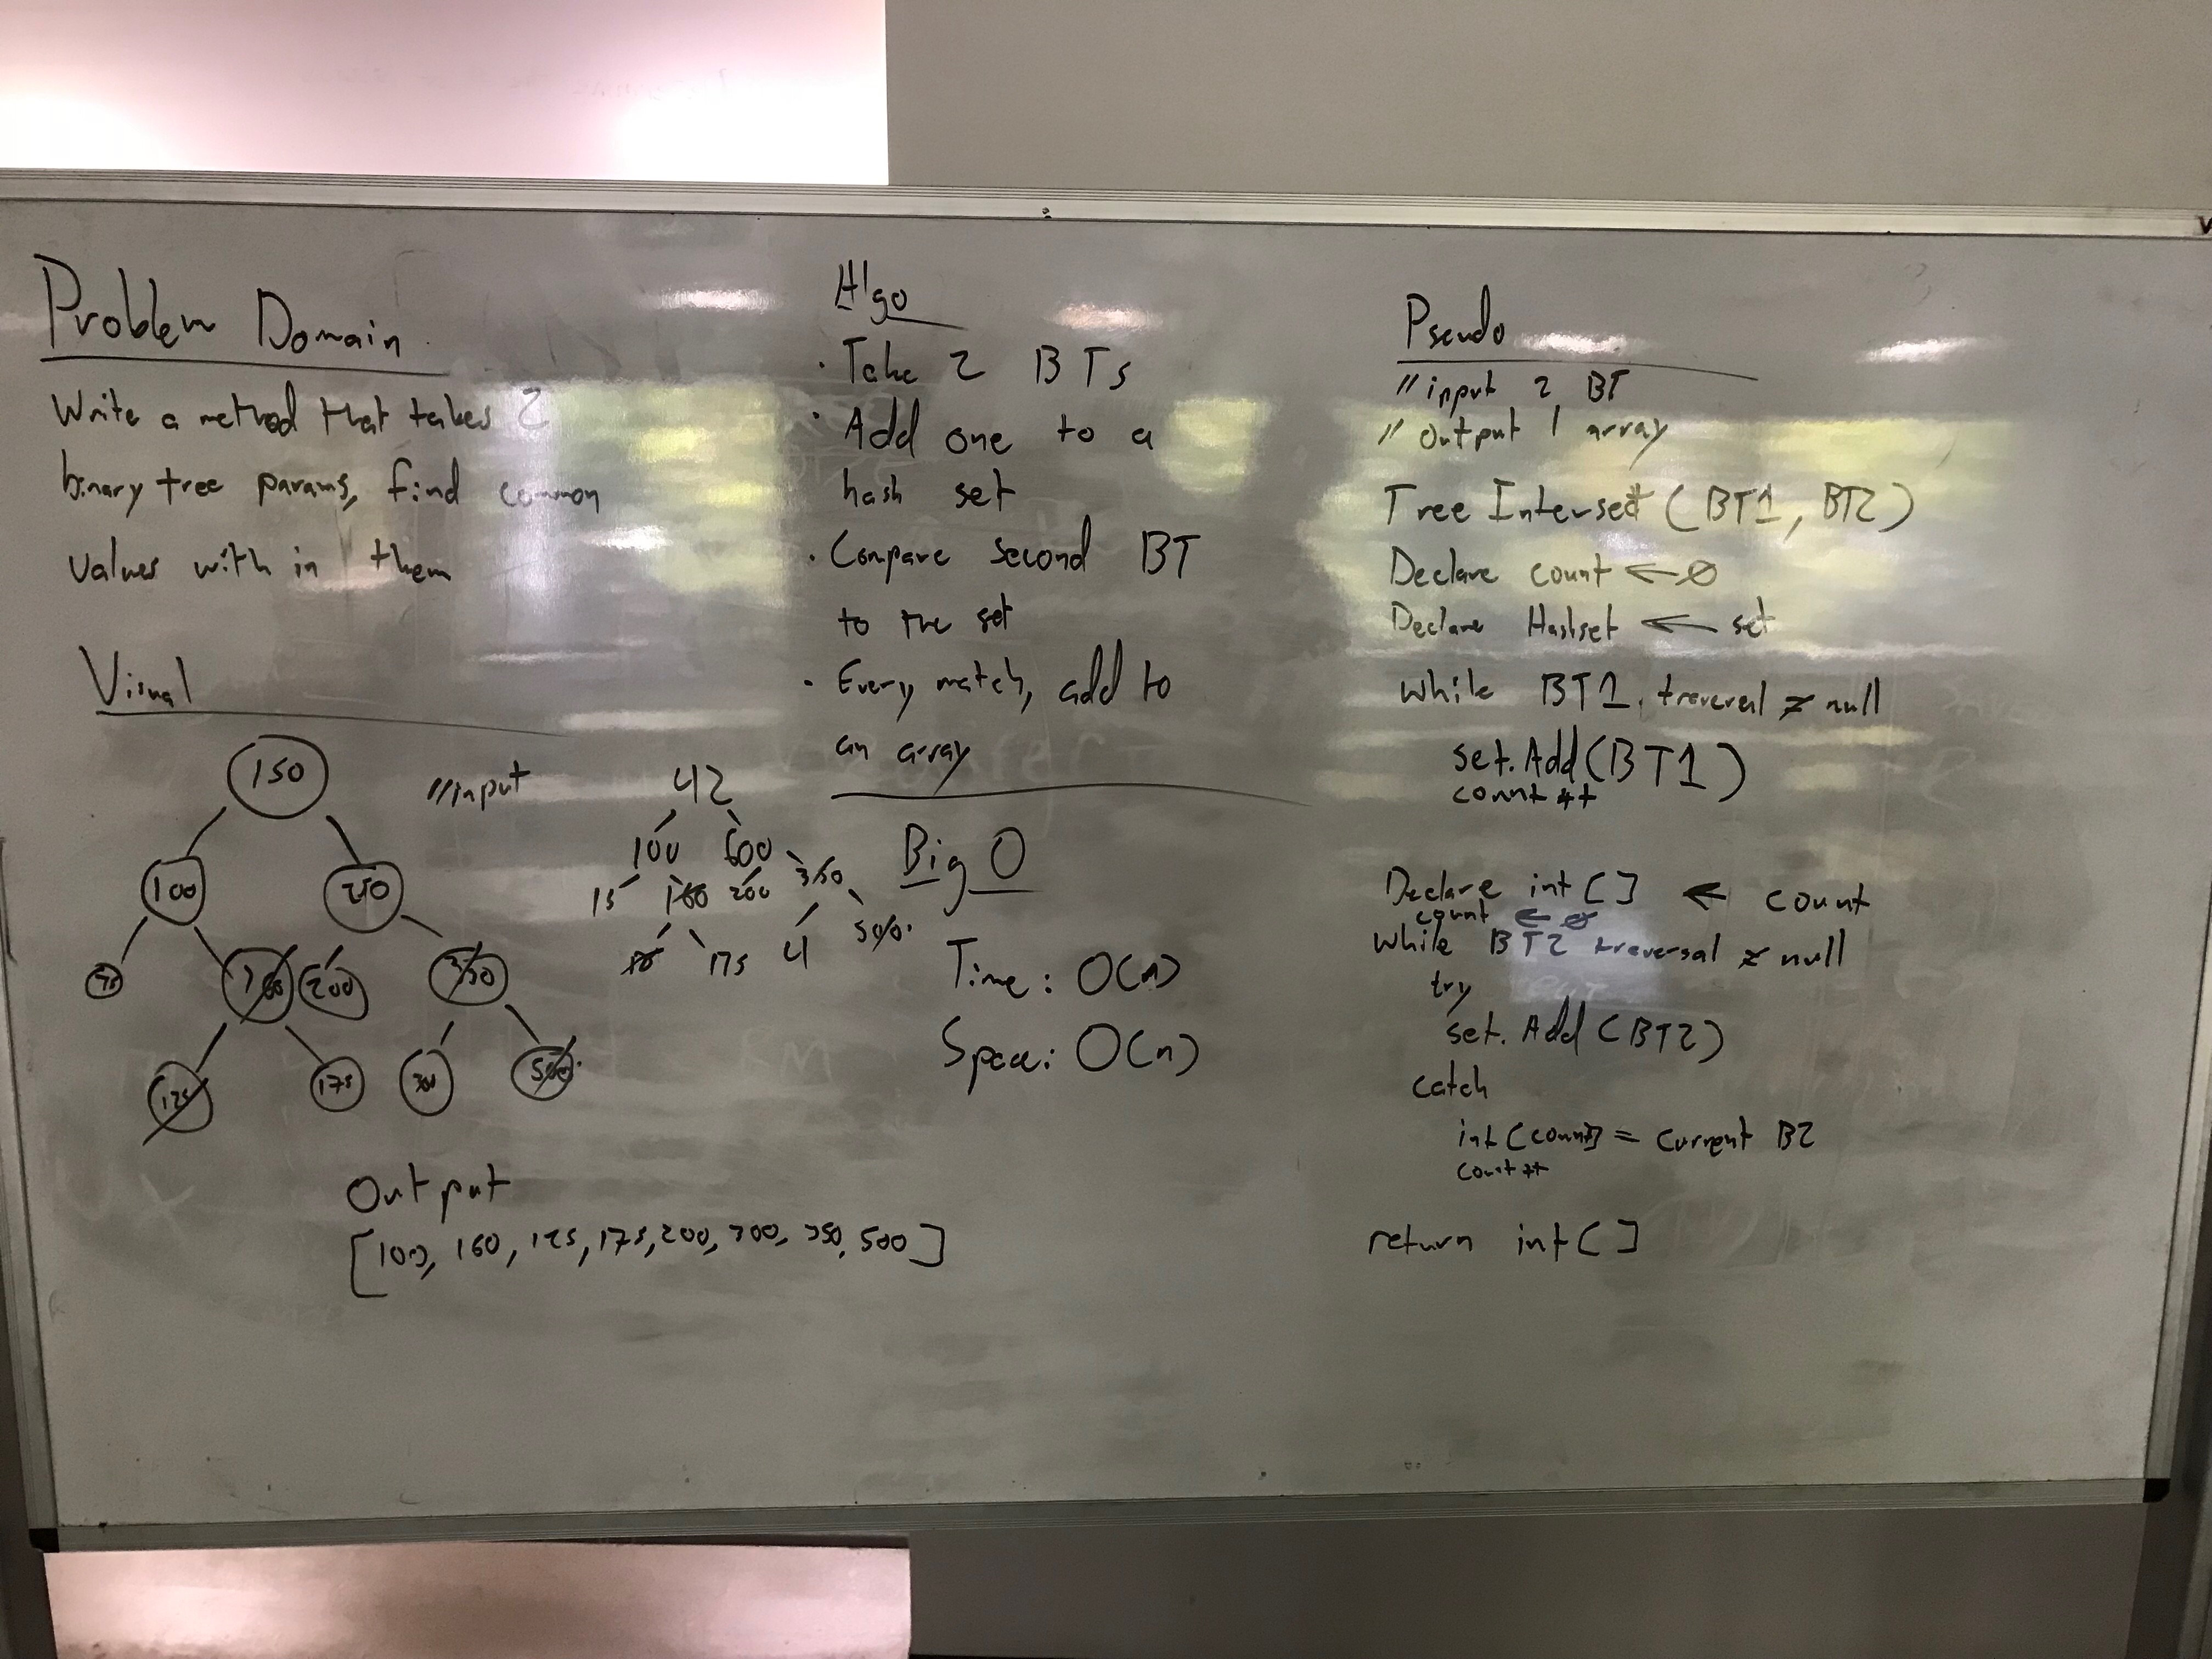 Problem Domain
Write a method that takes 2
binary tree params, find common
values with in them
Visual
150
//input
100
250
160
200
350
125
175
300
500
42
100 600
15 160 200 350
175 4 500
Output
[100, 160, 125, 175, 200, 300, 350, 500]
Algo
· Take 2 BTs
· Add one to a
hash set
· Compare second BT
to the set
· Every match, add to
an array
Big O
Time: O(n)
Space: O(n)
Pseudo
// input 2 BT
// output 1 array
Tree Intersect (BT1, BT2)
Declare count ← 0
Declare Hashset ← set
while BT1. traversal ≠ null
set. Add (BT1)
count ++
Declare int [] ← count
count ← 0
while BT2 traversal ≠ null
try
set. Add (BT2)
catch
int [count] = current B2
count ++
return int []